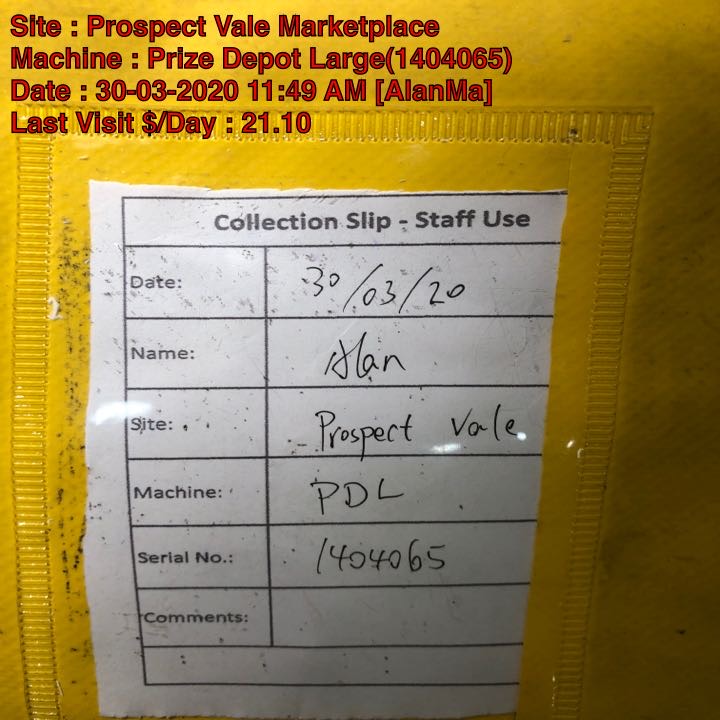 Site : Prospect Vale Marketplace
Machine : Prize Depot Large(1404065)
Date : 30-03-2020 11:49 AM [AlanMa]
Last Visit $/Day : 21.10
Collection Slip - Staff Use
Date: 30/03/20
Name: Alan
Site: Prospect Vale
Machine: PDL
Serial No.: 1404065
Comments: